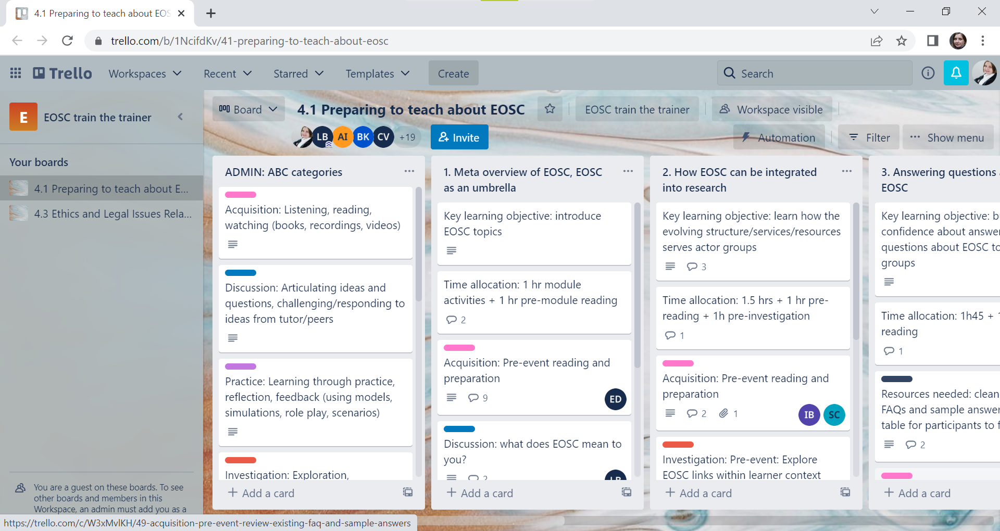 4.1 Preparing to teach about EOS
trello.com/b/1NcifdKv/41-preparing-to-teach-about-eosc
Trello
Workspaces
Recent
Starred
Templates
Create
Search
E
EOSC train the trainer
Your boards
4.1 Preparing to teach about E...
4.3 Ethics and Legal Issues Rela...
You are a guest on these boards. To see
other boards and members in this
Workspace, an admin must add you as a
Board
4.1 Preparing to teach about EOSC
EOSC train the trainer
Workspace visible
LB
AI
BK
CV
+19
Invite
Automation
Filter
Show menu
ADMIN: ABC categories
Acquisition: Listening, reading,
watching (books, recordings, videos)
Discussion: Articulating ideas and
questions, challenging/responding to
ideas from tutor/peers
Practice: Learning through practice,
reflection, feedback (using models,
simulations, role play, scenarios)
Investigation: Exploration,
Add a card
1. Meta overview of EOSC, EOSC
as an umbrella
Key learning objective: introduce
EOSC topics
Time allocation: 1 hr module
activities + 1 hr pre-module reading
2
Acquisition: Pre-event reading and
preparation
9
ED
Discussion: what does EOSC mean to
you?
2
LB
Add a card
2. How EOSC can be integrated
into research
Key learning objective: learn how the
evolving structure/services/resources
serves actor groups
3
Time allocation: 1.5 hrs + 1 hr pre-
reading + 1h pre-investigation
1
Acquisition: Pre-event reading and
preparation
2
1
IB
SC
Investigation: Pre-event: Explore
EOSC links within learner context
Add a card
3. Answering questions
EOSC
Key learning objective: b
confidence about answer
questions about EOSC to
groups
Time allocation: 1h45 +
reading
1
Resources needed: clean
FAQs and sample answer
table for participants to f
2
Add a card
https://trello.com/c/W3xMvlKH/49-acquisition-pre-event-review-existing-faq-and-sample-answers